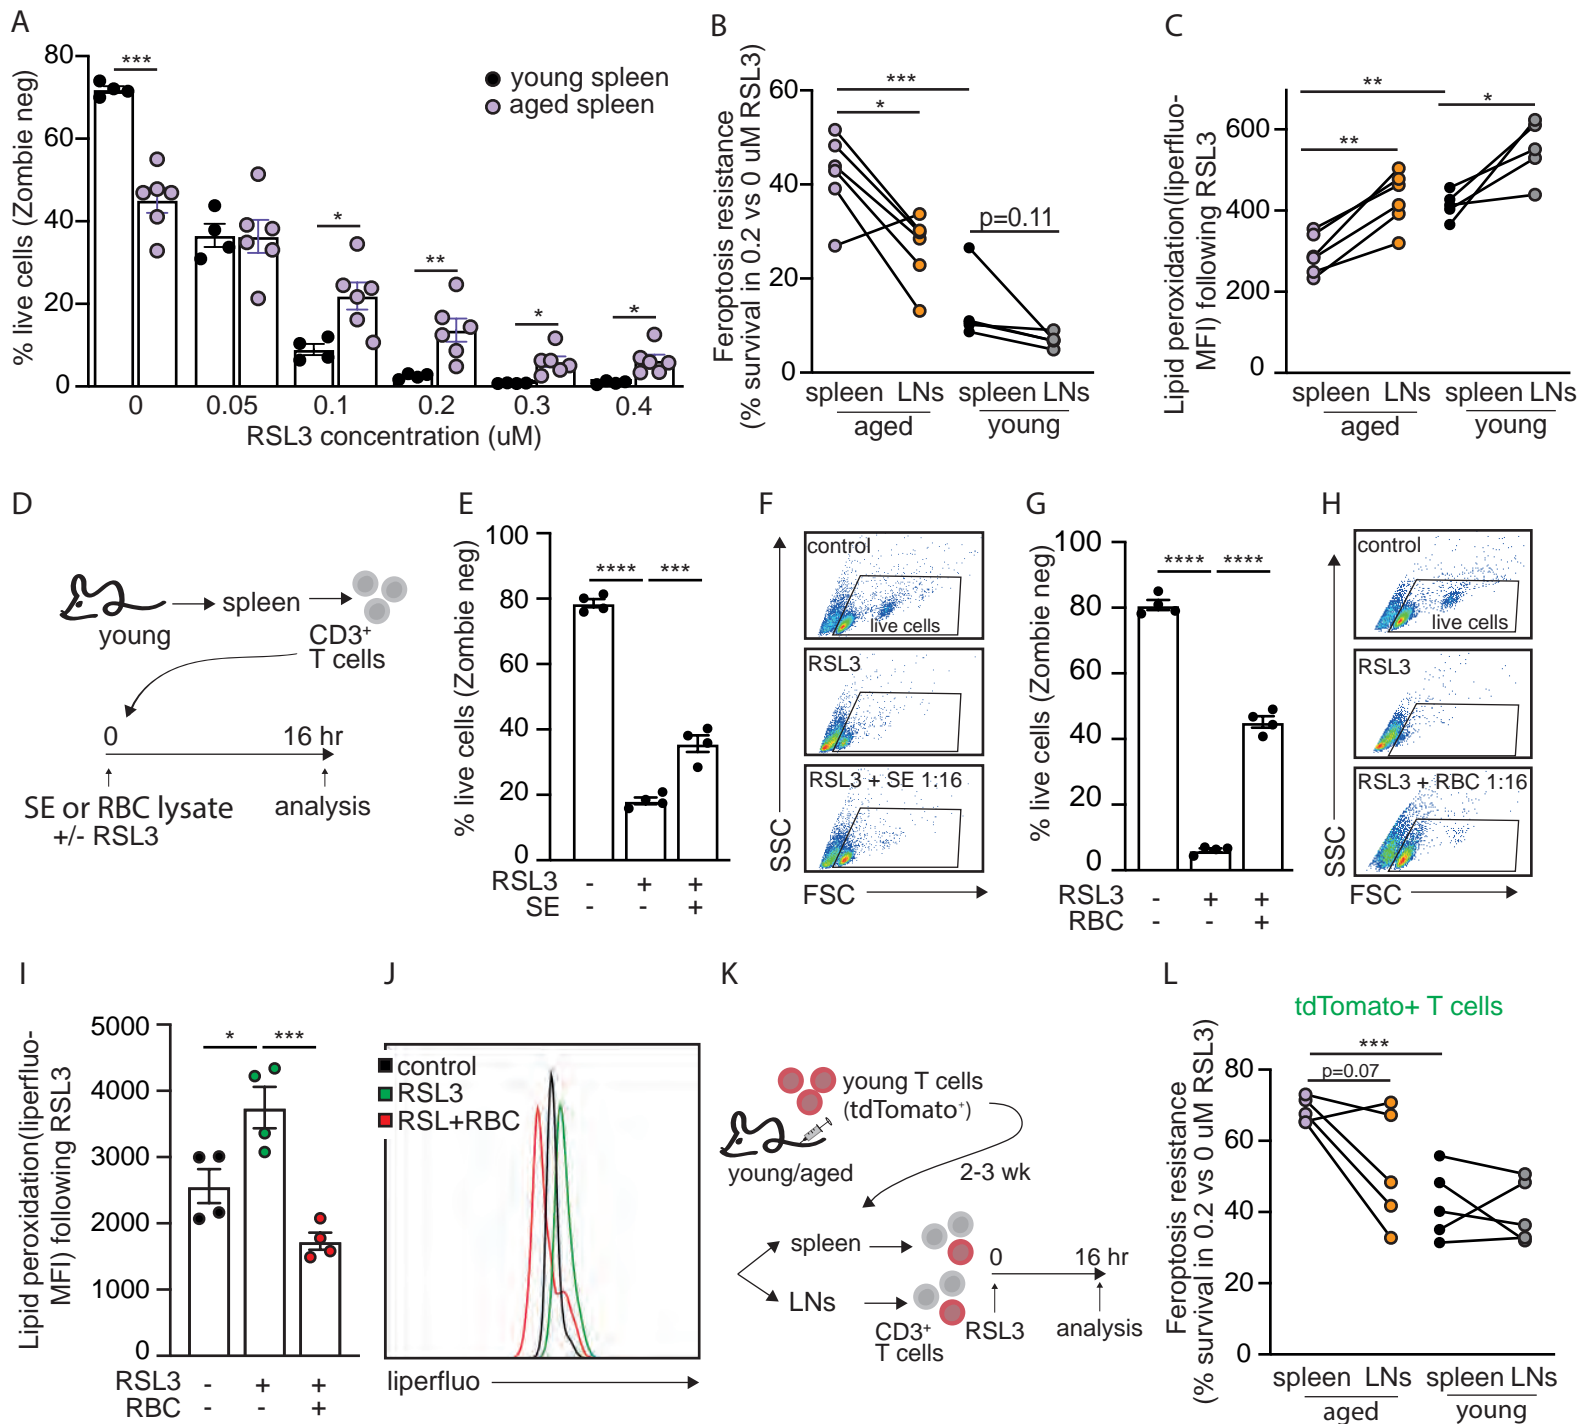 A
% live cells (Zombie neg)
80
60
40
20
0
***
*
**
*
*
young spleen
aged spleen
0 0.05 0.1 0.2 0.3 0.4
RSL3 concentration (uM)
B
Feroptosis resistance
(% survival in 0.2 vs 0 uM RSL3)
60
40
20
0
***
*
p=0.11
spleen LNs spleen LNs
aged young
C
Lipid peroxidation(liperfluo-
MFI) following RSL3
600
400
200
0
**
*
**
spleen LNs spleen LNs
aged young
D
young
spleen
CD3+
T cells
0 16 hr
SE or RBC lysate
+/- RSL3
analysis
E
% live cells (Zombie neg)
100
80
60
40
20
0
**** ***
RSL3 - + +
SE - - +
F
SSC
control
live cells
RSL3
RSL3 + SE 1:16
FSC
G
% live cells (Zombie neg)
100
80
60
40
20
0
**** ****
RSL3 - + +
RBC - - +
H
SSC
control
live cells
RSL3
RSL3 + RBC 1:16
FSC
I
Lipid peroxidation(liperfluo-
MFI) following RSL3
5000
4000
3000
2000
1000
0
* ***
RSL3 - + +
RBC - - +
J
control
RSL3
RSL+RBC
liperfluo
K
young T cells
(tdTomato+)
young/aged
2-3 wk
spleen
LNs
CD3+
T cells
0 16 hr
RSL3
analysis
L
tdTomato+ T cells
Feroptosis resistance
(% survival in 0.2 vs 0 uM RSL3)
80
60
40
20
0
***
p=0.07
spleen LNs spleen LNs
aged young